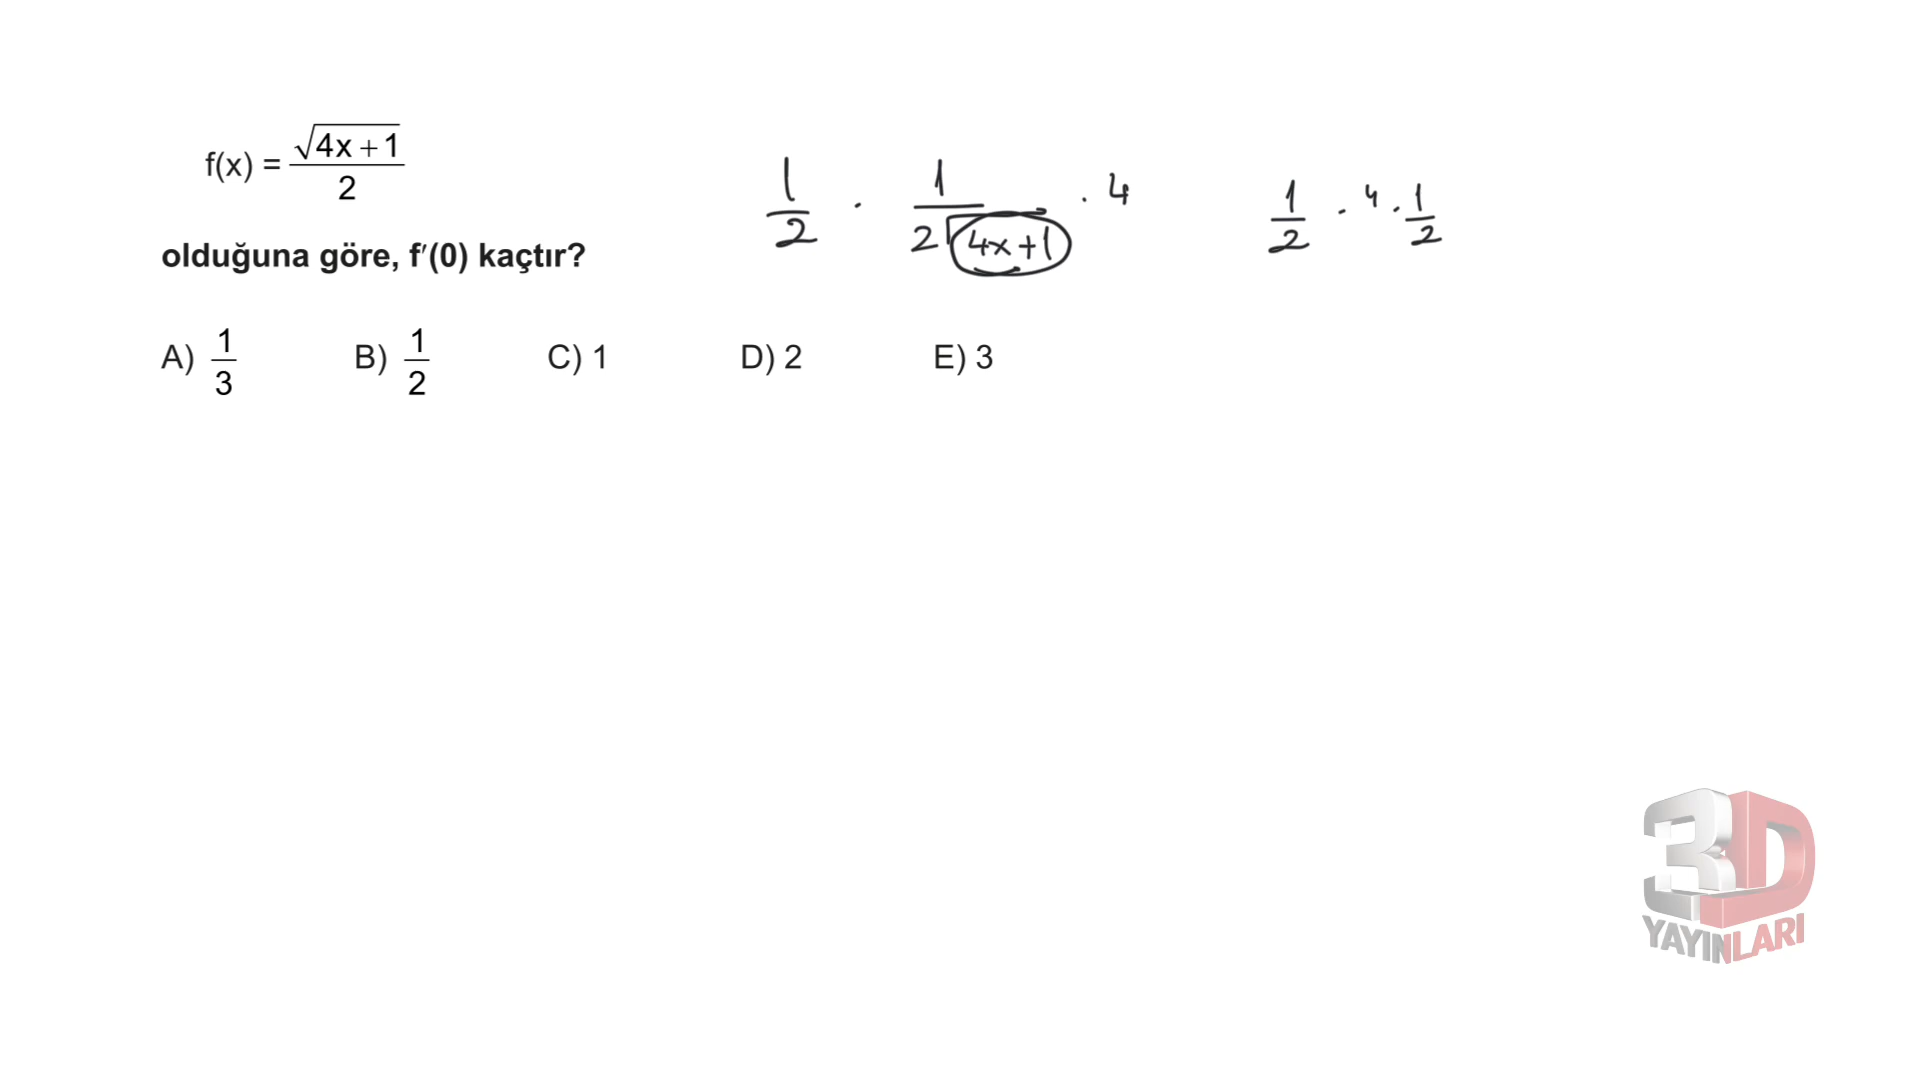 f(x) = √(4x + 1) / 2
olduğuna göre, f′(0) kaçtır?
A) 1/3 B) 1/2 C) 1 D) 2 E) 3
1/2 · 1/(2√(4x+1)) · 4
1/2 · 4 · 1/2
3D
YAYINLARI